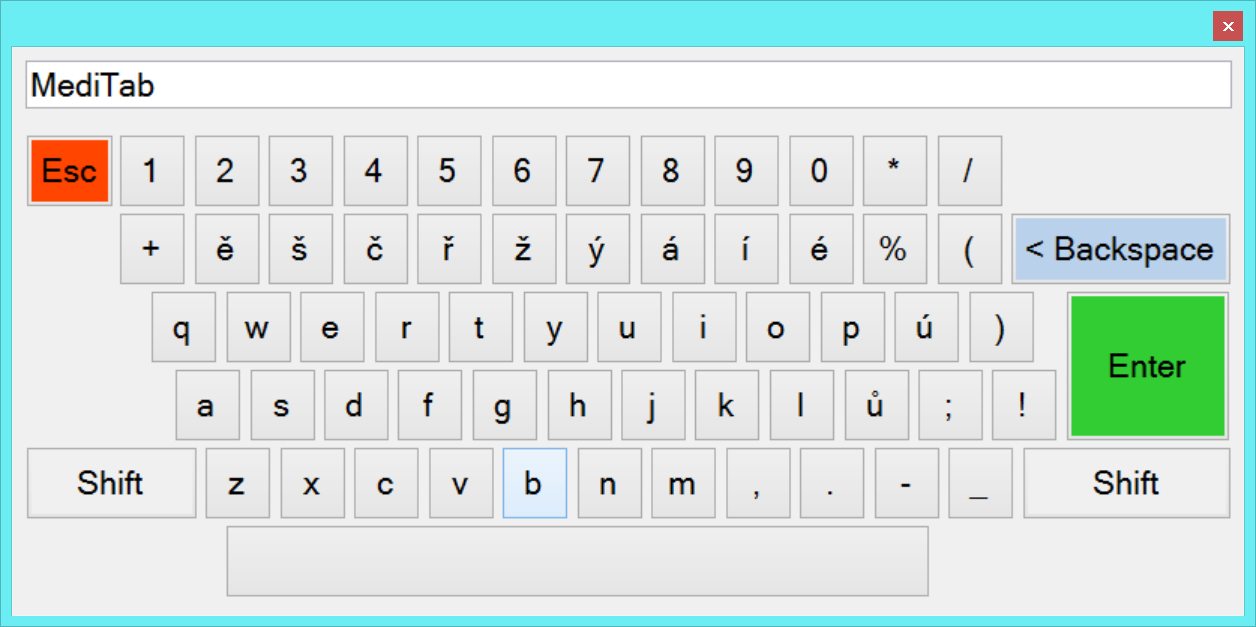 MediTab
Esc 1 2 3 4 5 6 7 8 9 0 * /
+ ě š č ř ž ý á í é % ( < Backspace
q w e r t y u i o p ú )
Enter
a s d f g h j k l ů ; !
Shift z x c v b n m , . - _ Shift